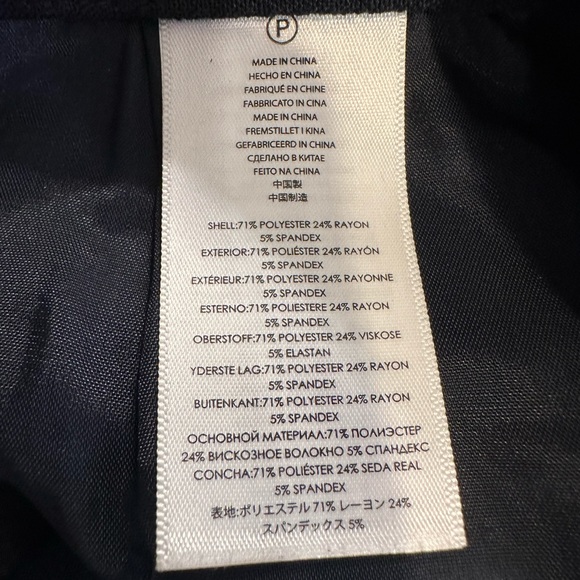 P
MADE IN CHINA
HECHO EN CHINA
FABRIQUÉ EN CHINE
FABBRICATO IN CINA
MADE IN CHINA
FREMSTILLET I KINA
GEFABRICEERD IN CHINA
СДЕЛАНО В КИТАЕ
FEITO NA CHINA
中国製
中国制造
SHELL:71% POLYESTER 24% RAYON
5% SPANDEX
EXTERIOR:71% POLIÉSTER 24% RAYÓN
5% SPANDEX
EXTÉRIEUR:71% POLYESTER 24% RAYONNE
5% SPANDEX
ESTERNO:71% POLIESTERE 24% RAYON
5% SPANDEX
OBERSTOFF:71% POLYESTER 24% VISKOSE
5% ELASTAN
YDERSTE LAG:71% POLYESTER 24% RAYON
5% SPANDEX
BUITENKANT:71% POLYESTER 24% RAYON
5% SPANDEX
ОСНОВНОЙ МАТЕРИАЛ:71% ПОЛИЭСТЕР
24% ВИСКОЗНОЕ ВОЛОКНО 5% СПАНДЕКС
CONCHA:71% POLIÉSTER 24% SEDA REAL
5% SPANDEX
表地:ポリエステル 71% レーヨン 24%
スパンデックス 5%